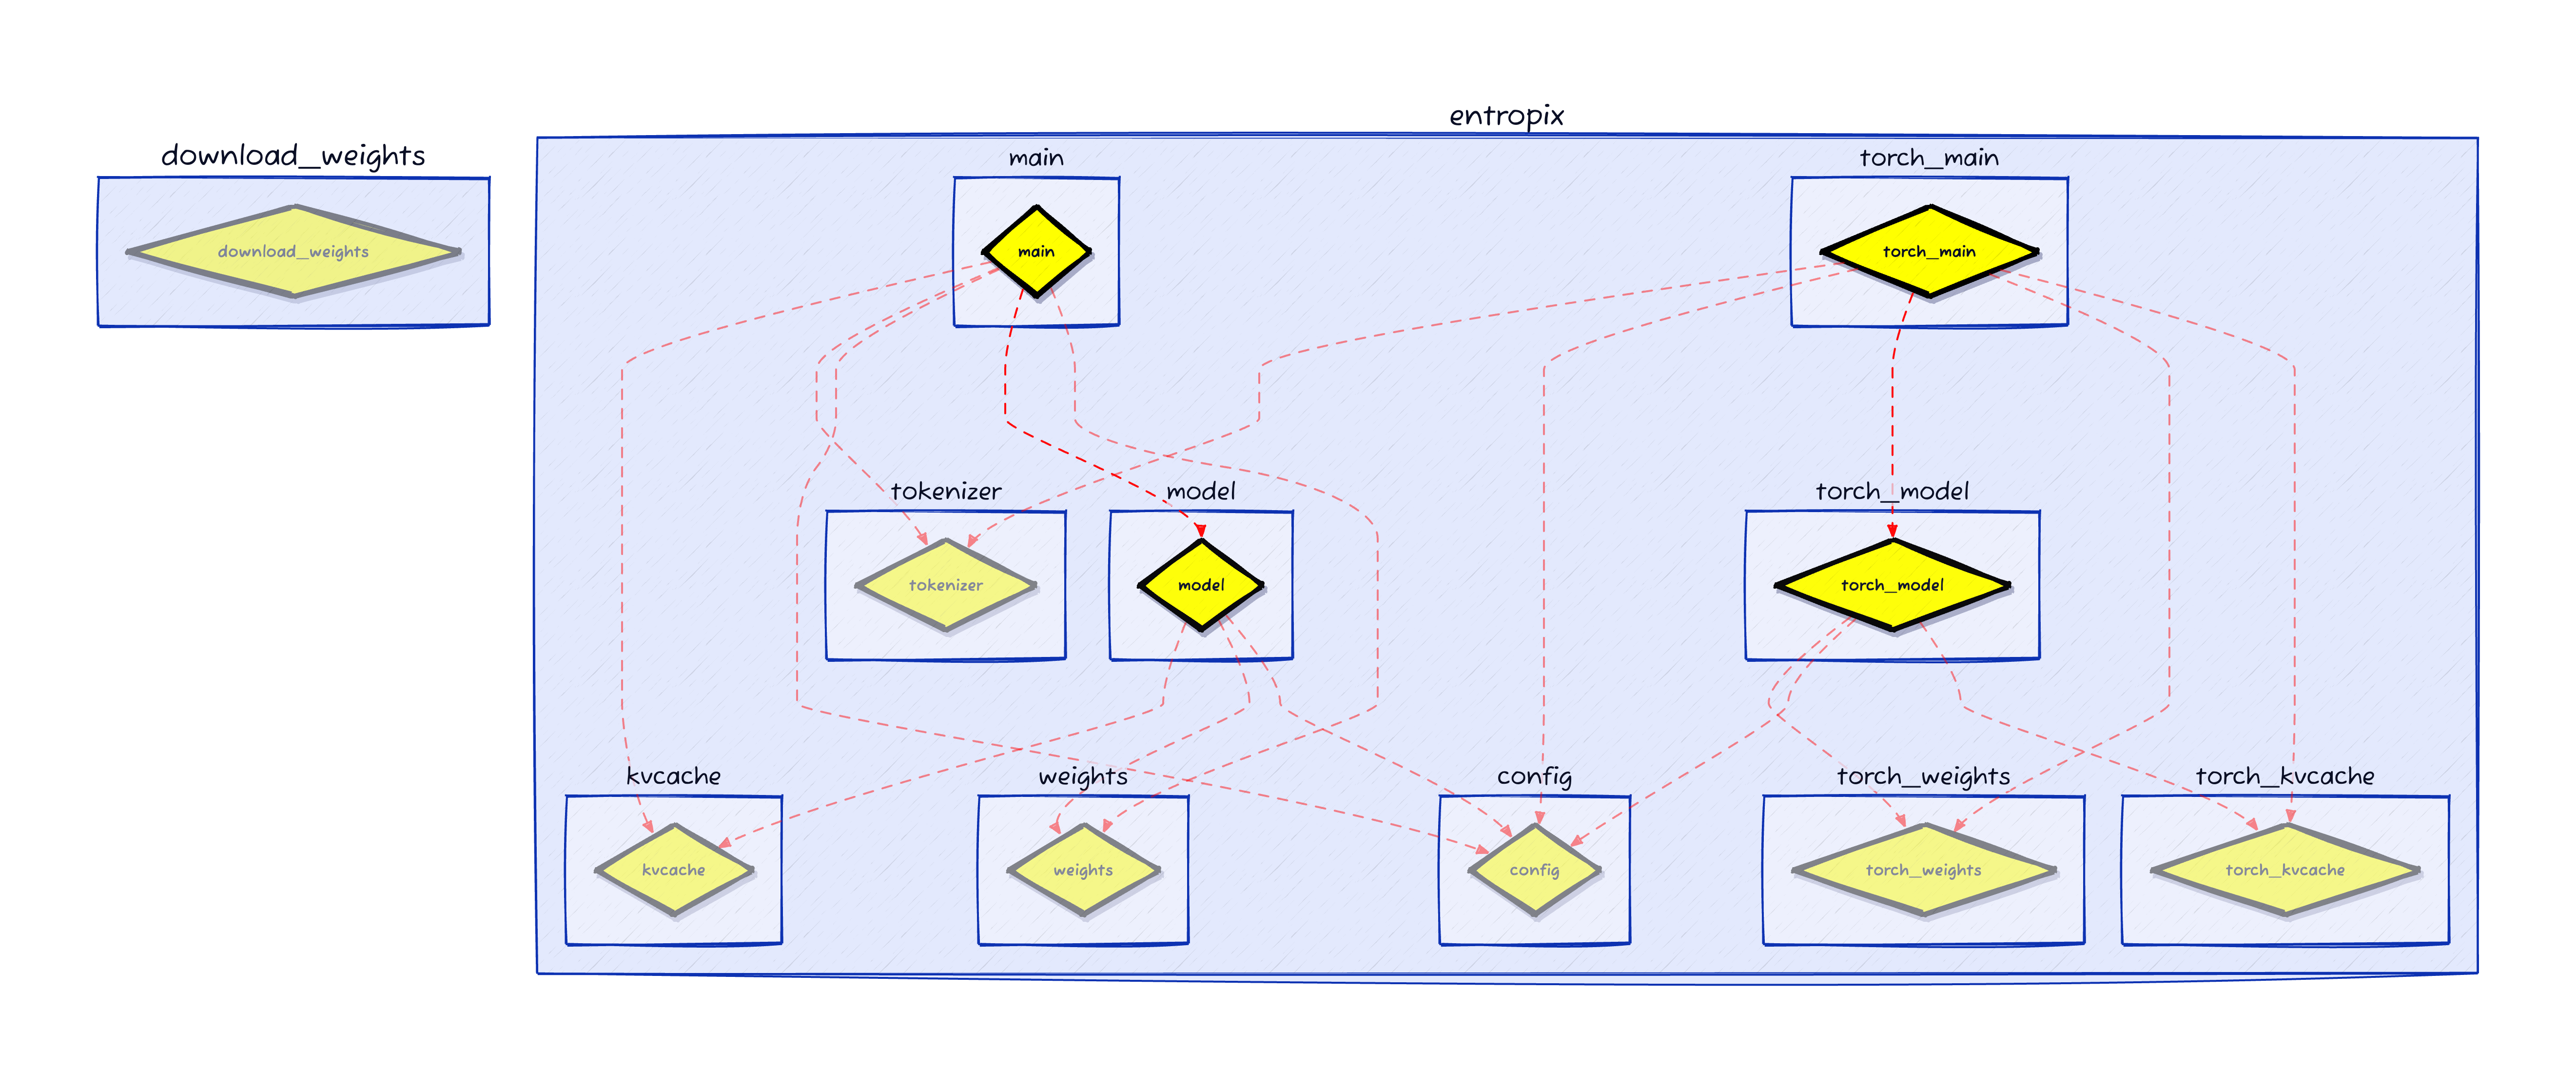 entropix
download_weights
main
torch_main
download_weights
main
torch_main
tokenizer
model
torch_model
tokenizer
model
torch_model
kvcache
weights
config
torch_weights
torch_kvcache
kvcache
weights
config
torch_weights
torch_kvcache